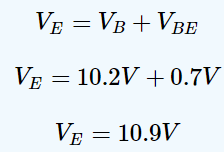 V_E = V_B + V_BE
V_E = 10.2V + 0.7V
V_E = 10.9V